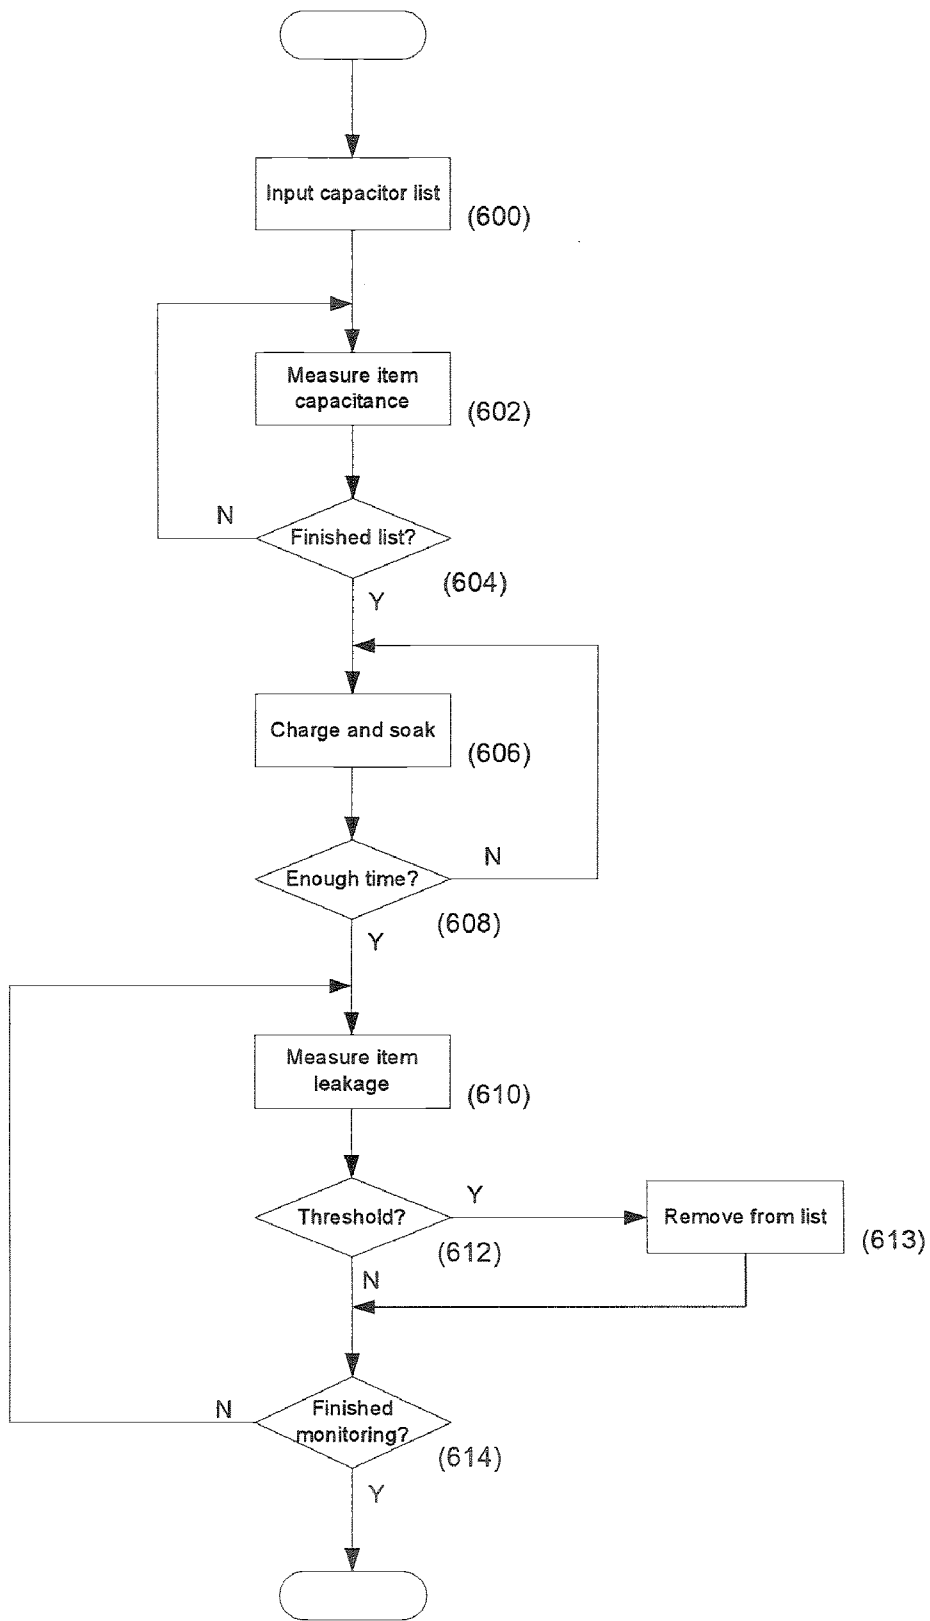 Input capacitor list
(600)
Measure item
capacitance
(602)
N
Finished list?
(604)
Y
Charge and soak
(606)
N
Enough time?
(608)
Y
Measure item
leakage
(610)
Y
Threshold?
Remove from list
(612)
(613)
N
N
Finished
monitoring?
(614)
Y